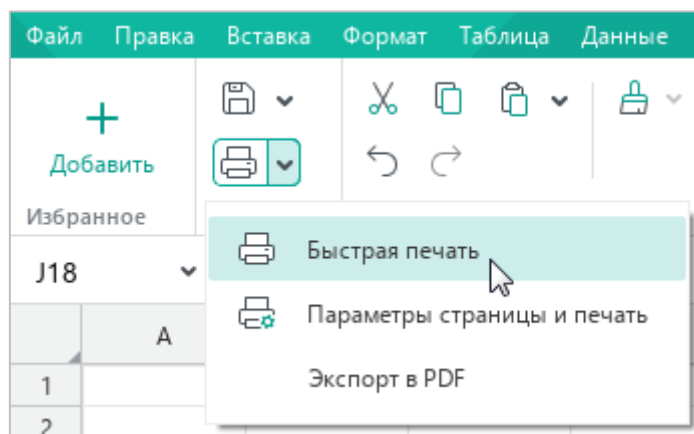 Файл Правка Вставка Формат Таблица Данные
Добавить
Избранное
Быстрая печать
J18
Параметры страницы и печать
A
Экспорт в PDF
1
2